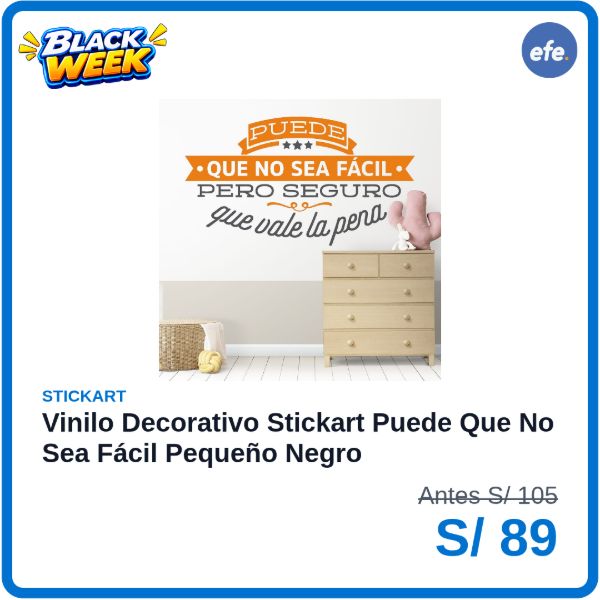 BLACK
WEEK
efe.
PUEDE
QUE NO SEA FÁCIL
PERO SEGURO
que vale la pena
STICKART
Vinilo Decorativo Stickart Puede Que No
Sea Fácil Pequeño Negro
Antes S/ 105
S/ 89